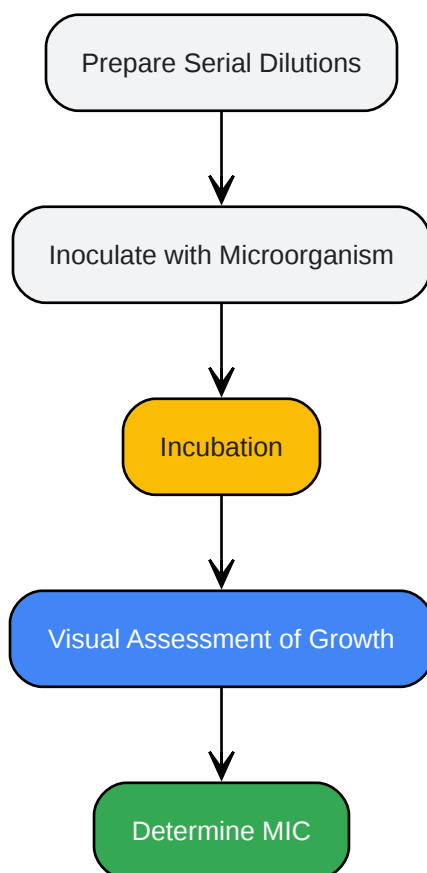 Prepare Serial Dilutions
Inoculate with Microorganism
Incubation
Visual Assessment of Growth
Determine MIC